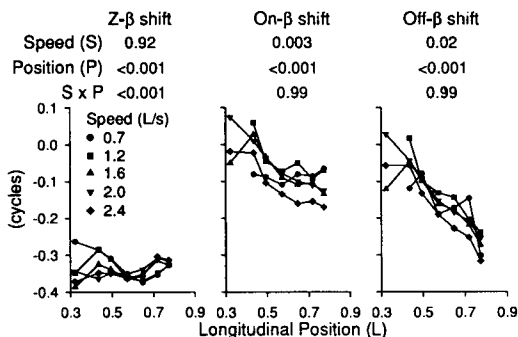 Z-β shift On-β shift Off-β shift
Speed (S) 0.92 0.003 0.02
Position (P) <0.001 <0.001 <0.001
S x P <0.001 0.99 0.99
0.1
0.0
-0.1
-0.2
-0.3
-0.4
(cycles)
Speed (L/s)
0.7
1.2
1.6
2.0
2.4
0.3 0.5 0.7 0.9 0.3 0.5 0.7 0.9 0.3 0.5 0.7 0.9
Longitudinal Position (L)